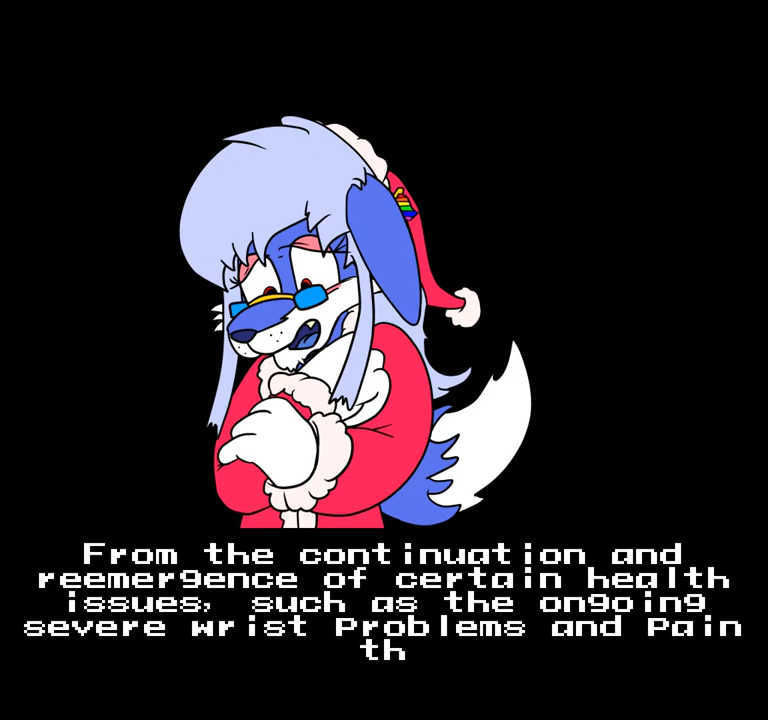 From the continuation and
reemergence of certain health
issues, such as the ongoing
severe wrist problems and pain
th